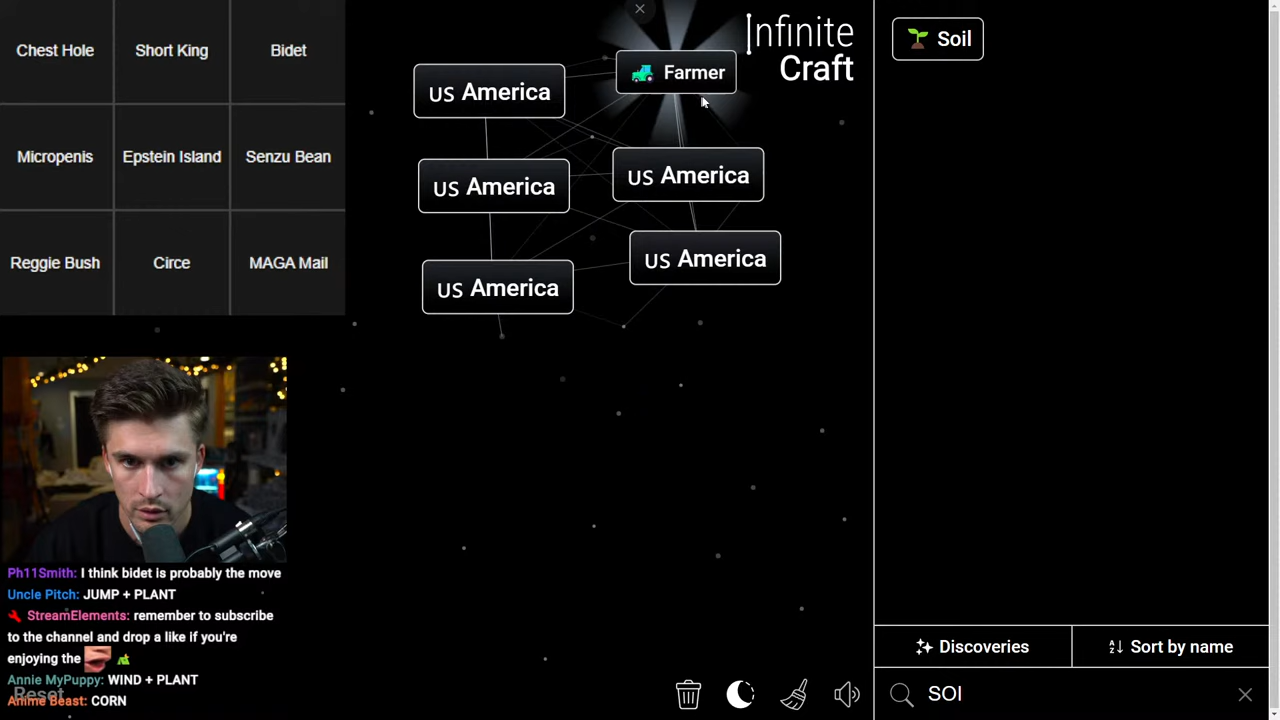 Chest Hole
Short King
Bidet
Micropenis
Epstein Island
Senzu Bean
Reggie Bush
Circe
MAGA Mail
Infinite
Craft
Farmer
US America
US America
US America
US America
US America
Soil
Ph11Smith: I think bidet is probably the move
Uncle Pitch: JUMP + PLANT
StreamElements: remember to subscribe
to the channel and drop a like if you're
enjoying the
Annie MyPuppy: WIND + PLANT
Anime Beast: CORN
Reset
Discoveries
Sort by name
SOI